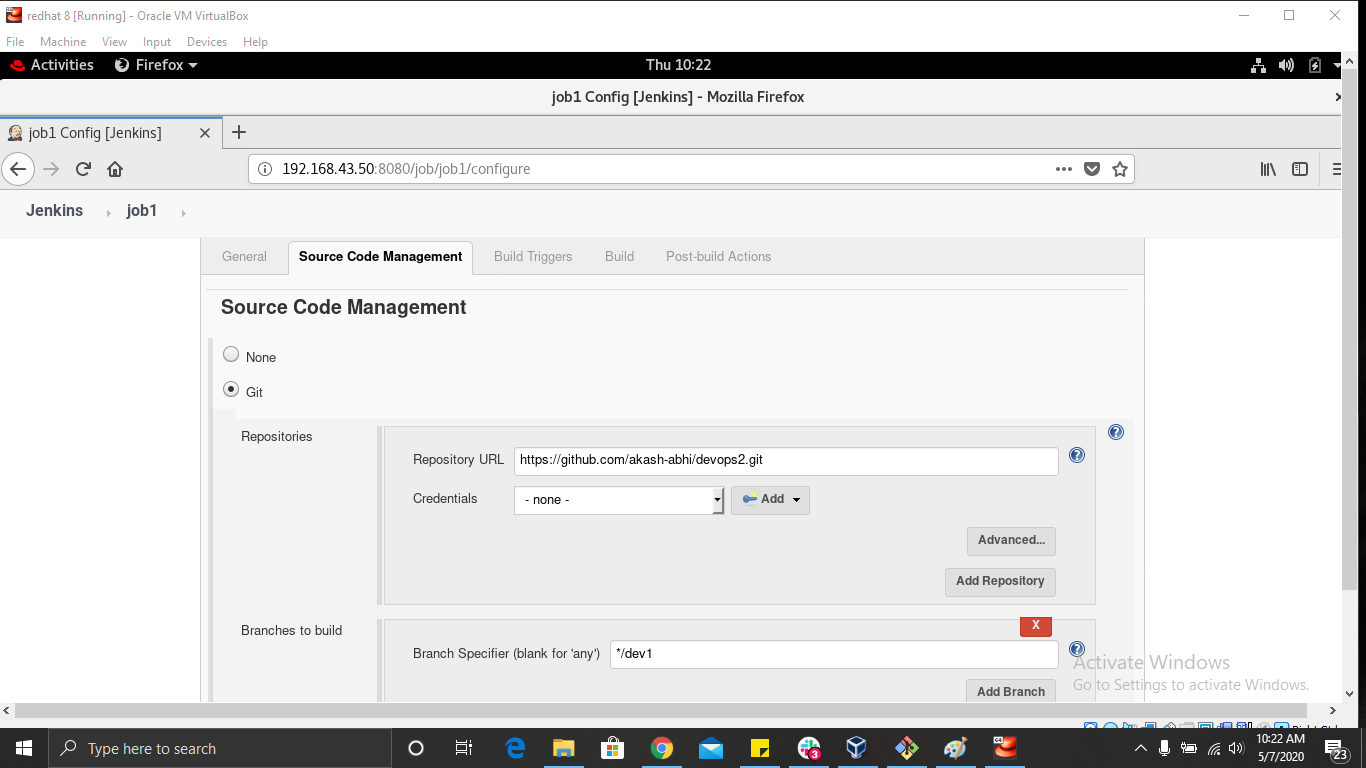 redhat 8 [Running] - Oracle VM VirtualBox
File Machine View Input Devices Help
Activities Firefox Thu 10:22
job1 Config [Jenkins] - Mozilla Firefox
job1 Config [Jenkins]
192.168.43.50:8080/job/job1/configure
Jenkins job1
General Source Code Management Build Triggers Build Post-build Actions
Source Code Management
None
Git
Repositories
Repository URL https://github.com/akash-abhi/devops2.git
Credentials - none - Add
Advanced...
Add Repository
X
Branches to build
Branch Specifier (blank for 'any') */dev1
Add Branch
Activate Windows
Go to Settings to activate Windows.
Type here to search
3
64
10:22 AM
5/7/2020
23